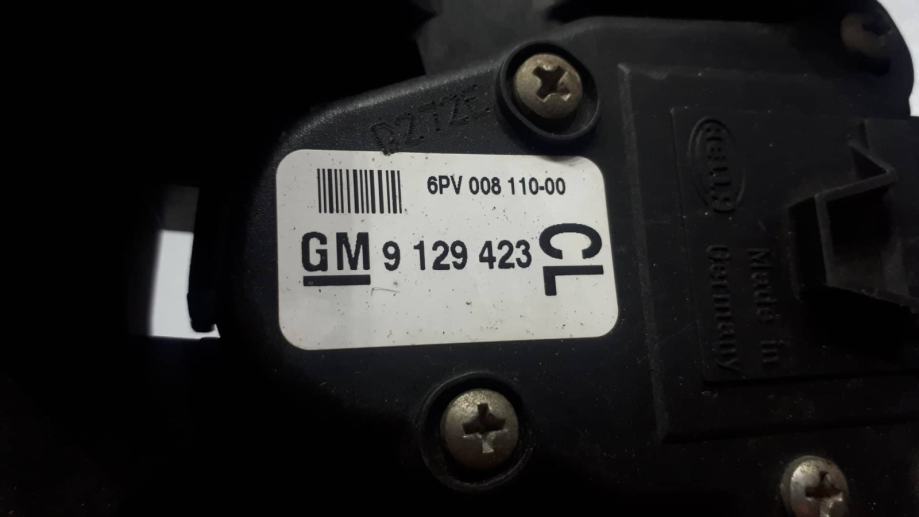 6PV 008 110-00
GM 9 129 423 CL
Hella
Made in
Germany